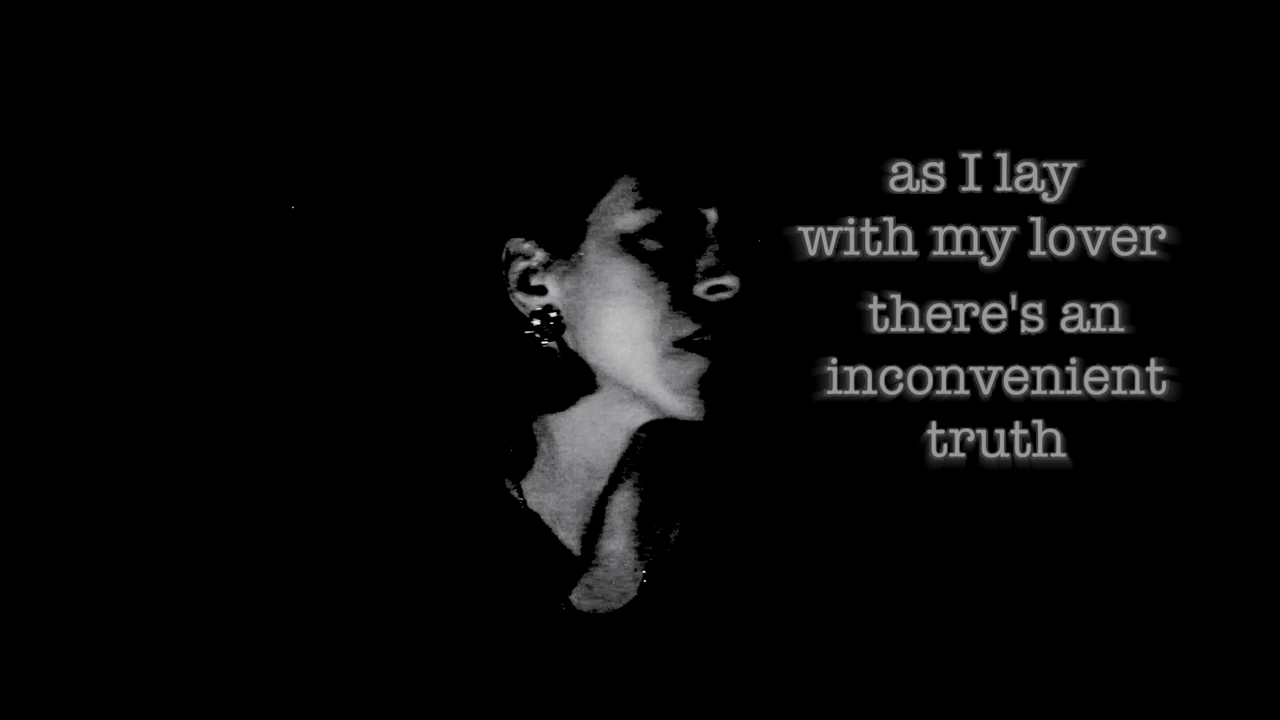 as I lay
with my lover
there's an
inconvenient
truth